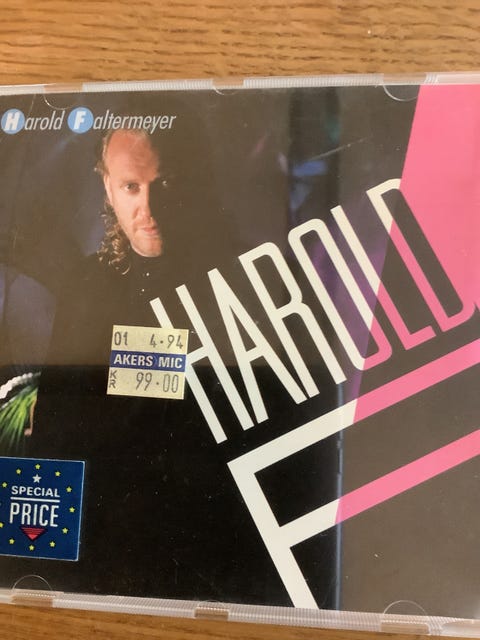 Harold Faltermeyer
HAROLD
F
01 4.94
AKERS MIC
KR 99.00
SPECIAL
PRICE